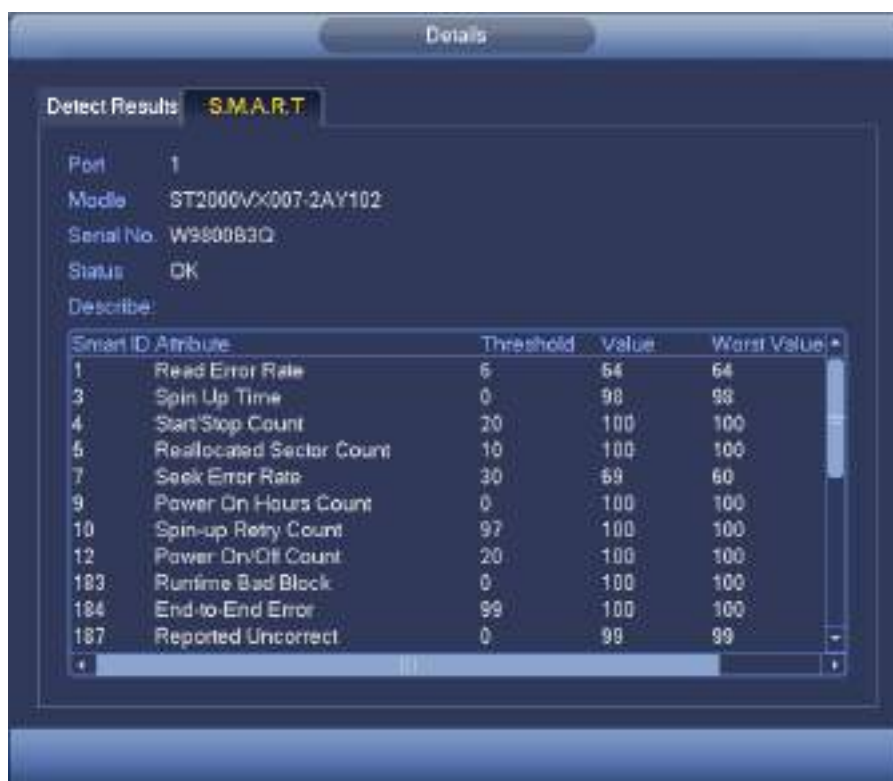 Details
Detect Results S.M.A.R.T
Port 1
Modle ST2000VX007-2AY102
Serial No. W9800B3Q
Status OK
Describe:
Smart ID Attribute Threshold Value Worst Value
1 Read Error Rate 6 64 64
3 Spin Up Time 0 98 98
4 Start/Stop Count 20 100 100
5 Reallocated Sector Count 10 100 100
7 Seek Error Rate 30 69 60
9 Power On Hours Count 0 100 100
10 Spin-up Retry Count 97 100 100
12 Power On/Off Count 20 100 100
183 Runtime Bad Block 0 100 100
184 End-to-End Error 99 100 100
187 Reported Uncorrect 0 99 99